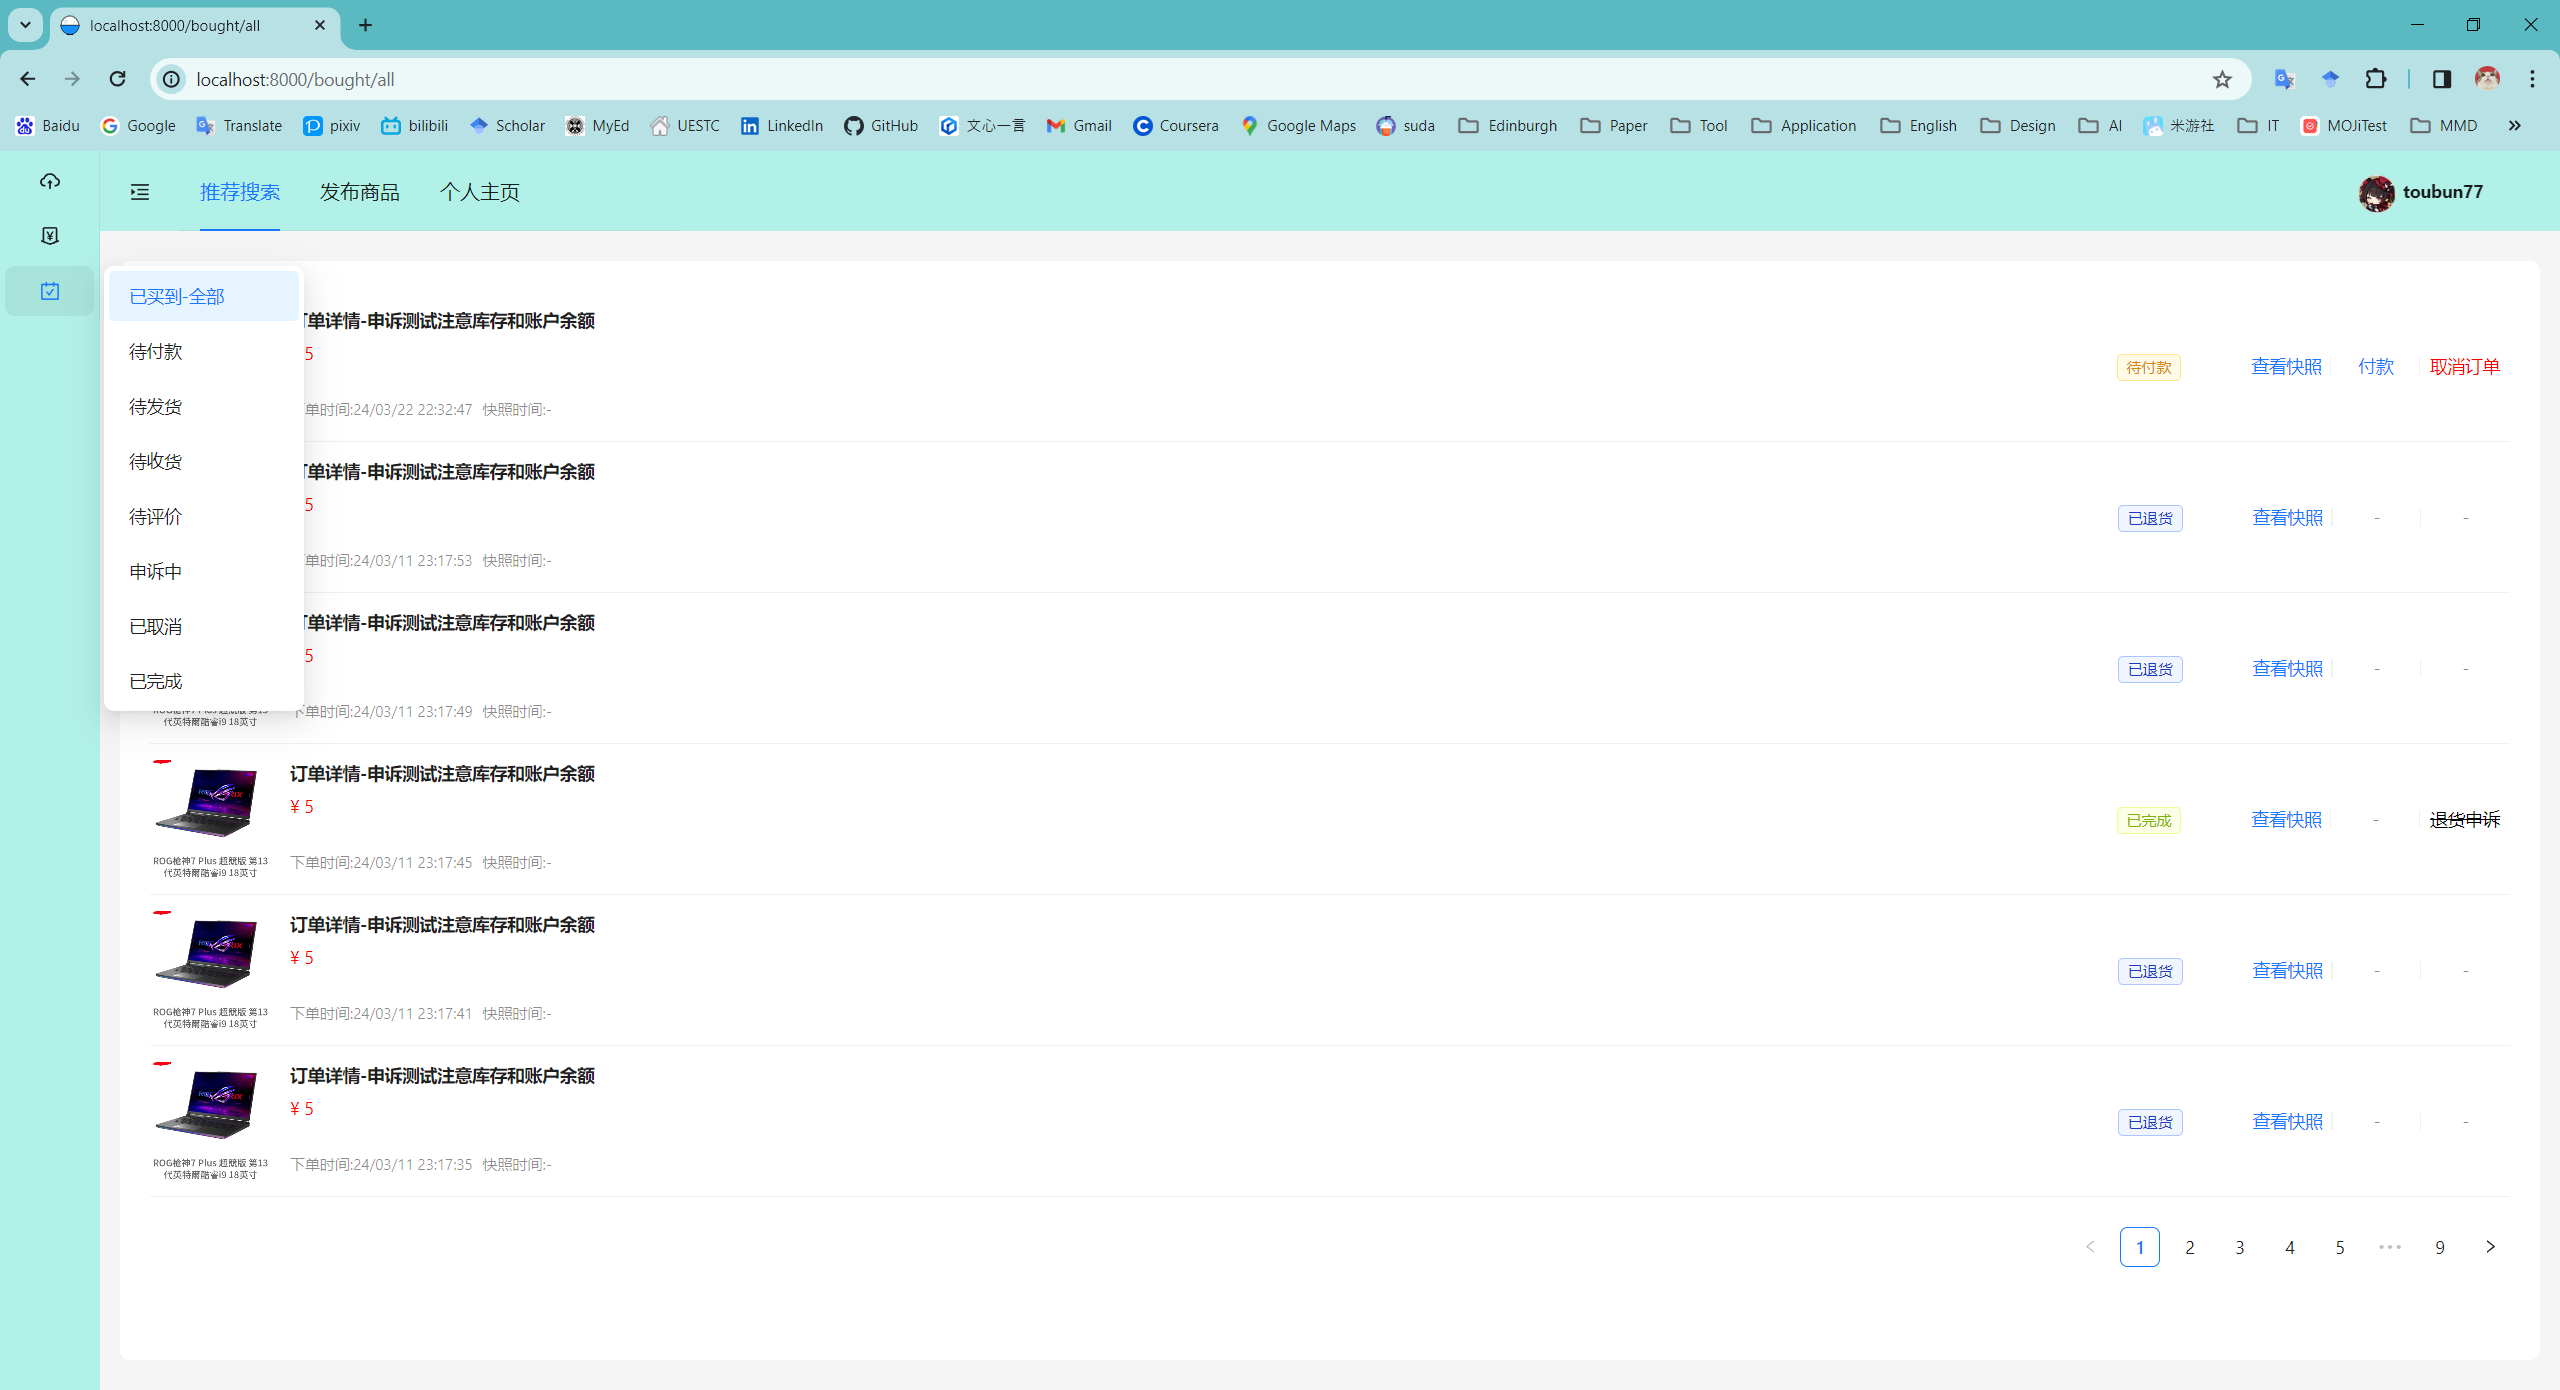 localhost:8000/bought/all
localhost:8000/bought/all
Baidu Google Translate pixiv bilibili Scholar MyEd UESTC LinkedIn GitHub 文心一言 Gmail Coursera Google Maps suda Edinburgh Paper Tool Application English Design AI 米游社 IT MOJiTest MMD
推荐搜索 发布商品 个人主页 toubun77
已买到-全部
待付款
待发货
待收货
待评价
申诉中
已取消
已完成
单详情-申诉测试注意库存和账户余额
5
待付款 查看快照 付款 取消订单
单时间:24/03/22 22:32:47 快照时间:-
单详情-申诉测试注意库存和账户余额
5
已退货 查看快照 - -
单时间:24/03/11 23:17:53 快照时间:-
单详情-申诉测试注意库存和账户余额
5
已退货 查看快照 - -
下单时间:24/03/11 23:17:49 快照时间:-
代英特爾酷睿i9 18英寸
订单详情-申诉测试注意库存和账户余额
¥ 5
已完成 查看快照 - 退货申诉
下单时间:24/03/11 23:17:45 快照时间:-
ROG枪神7 Plus 超競版 第13
代英特爾酷睿i9 18英寸
订单详情-申诉测试注意库存和账户余额
¥ 5
已退货 查看快照 - -
下单时间:24/03/11 23:17:41 快照时间:-
ROG枪神7 Plus 超競版 第13
代英特爾酷睿i9 18英寸
订单详情-申诉测试注意库存和账户余额
¥ 5
已退货 查看快照 - -
下单时间:24/03/11 23:17:35 快照时间:-
ROG枪神7 Plus 超競版 第13
代英特爾酷睿i9 18英寸
1 2 3 4 5 ••• 9